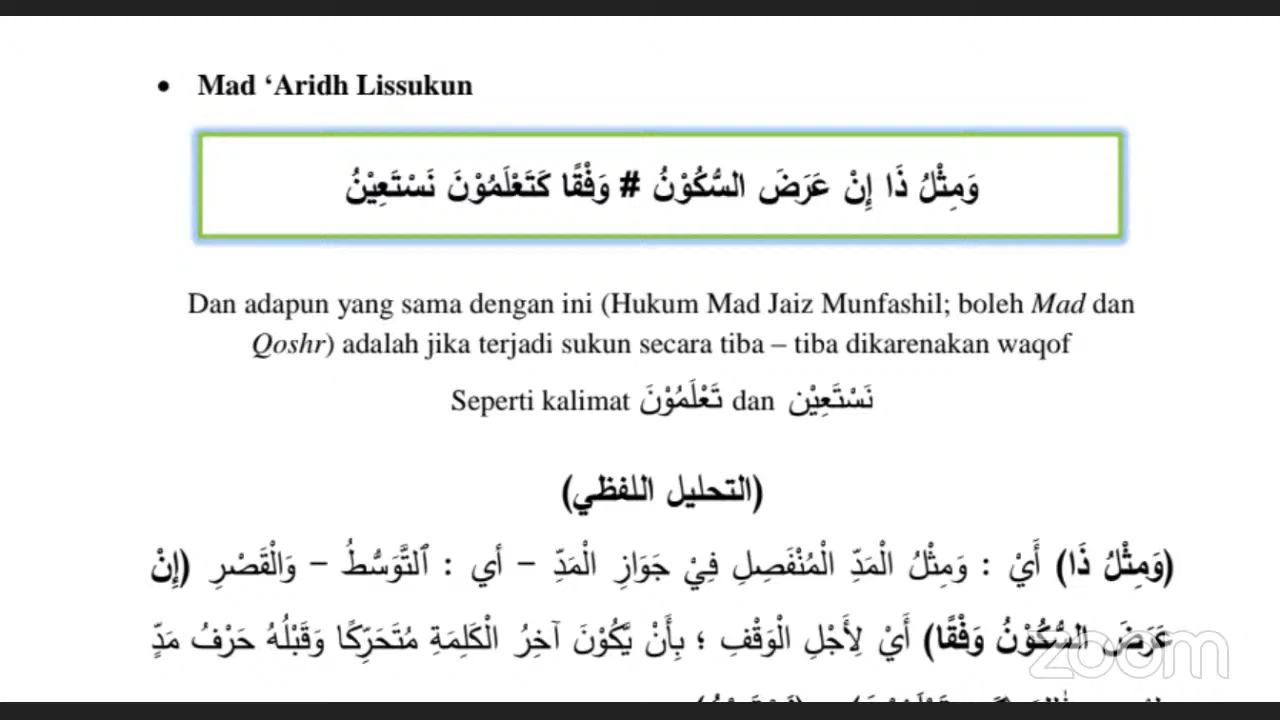 • Mad ‘Aridh Lissukun
وَمِثْلُ ذَا إِنْ عَرَضَ السُّكُوْنُ # وَقْفًا كَتَعْلَمُوْنَ نَسْتَعِيْنُ
Dan adapun yang sama dengan ini (Hukum Mad Jaiz Munfashil; boleh Mad dan
Qoshr) adalah jika terjadi sukun secara tiba – tiba dikarenakan waqof
Seperti kalimat تَعْلَمُوْنَ dan نَسْتَعِيْن
(التحليل اللفظي)
(وَمِثْلُ ذَا) أَيْ : وَمِثْلُ الْمَدِّ الْمُنْفَصِلِ فِيْ جَوَازِ الْمَدِّ – أي : ٱلتَّوَسُّطُ – وَالْقَصْرِ (إِنْ
عَرَضَ السُّكُوْنُ وَقْفًا) أَيْ لِأَجْلِ الْوَقْفِ ؛ بِأَنْ يَّكُوْنَ آخِرُ الْكَلِمَةِ مُتَحَرِّكًا وَقَبْلُهُ حَرْفُ مَدٍّ
zoom